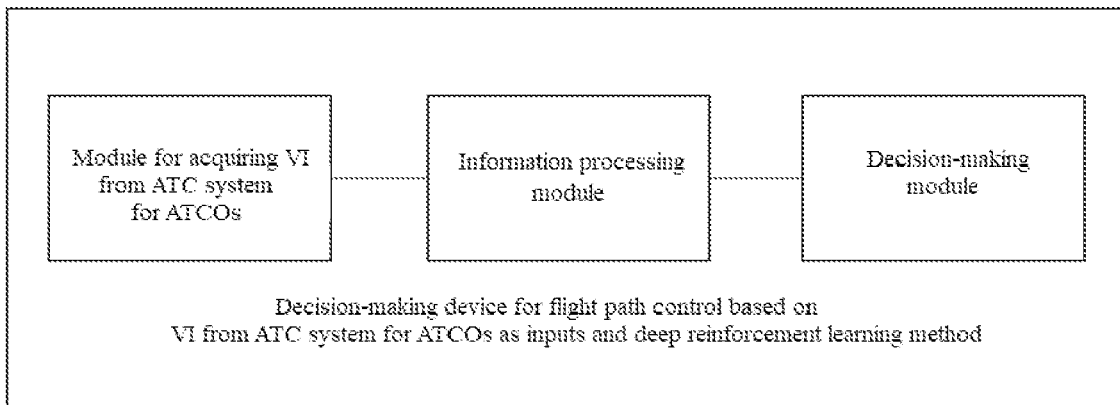 Module for acquiring VI
from ATC system
for ATCOs
Information processing
module
Decision-making
module
Decision-making device for flight path control based on
VI from ATC system for ATCOs as inputs and deep reinforcement learning method